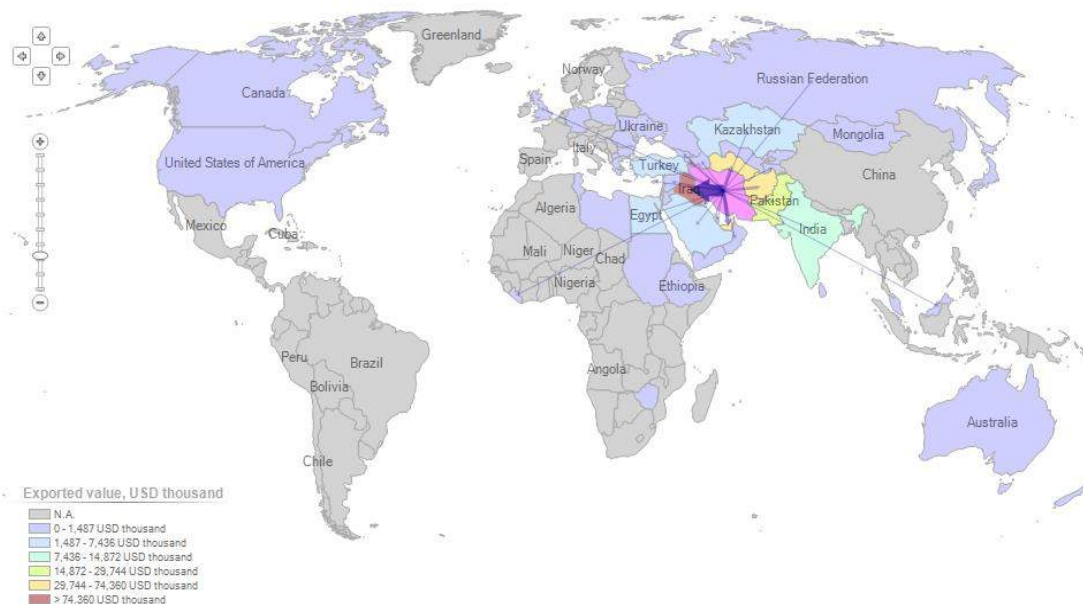 Greenland
Norway
Russian Federation
Canada
Ukraine
Kazakhstan
Mongolia
United States of America
Spain
Italy
Turkey
China
Iraq
Algeria
Egypt
Pakistan
Mexico
Cuba
India
Mali
Niger
Chad
Nigeria
Ethiopia
Peru
Brazil
Angola
Bolivia
Australia
Chile
Exported value, USD thousand
N.A.
0 - 1,487 USD thousand
1,487 - 7,436 USD thousand
7,436 - 14,872 USD thousand
14,872 - 29,744 USD thousand
29,744 - 74,360 USD thousand
> 74,360 USD thousand